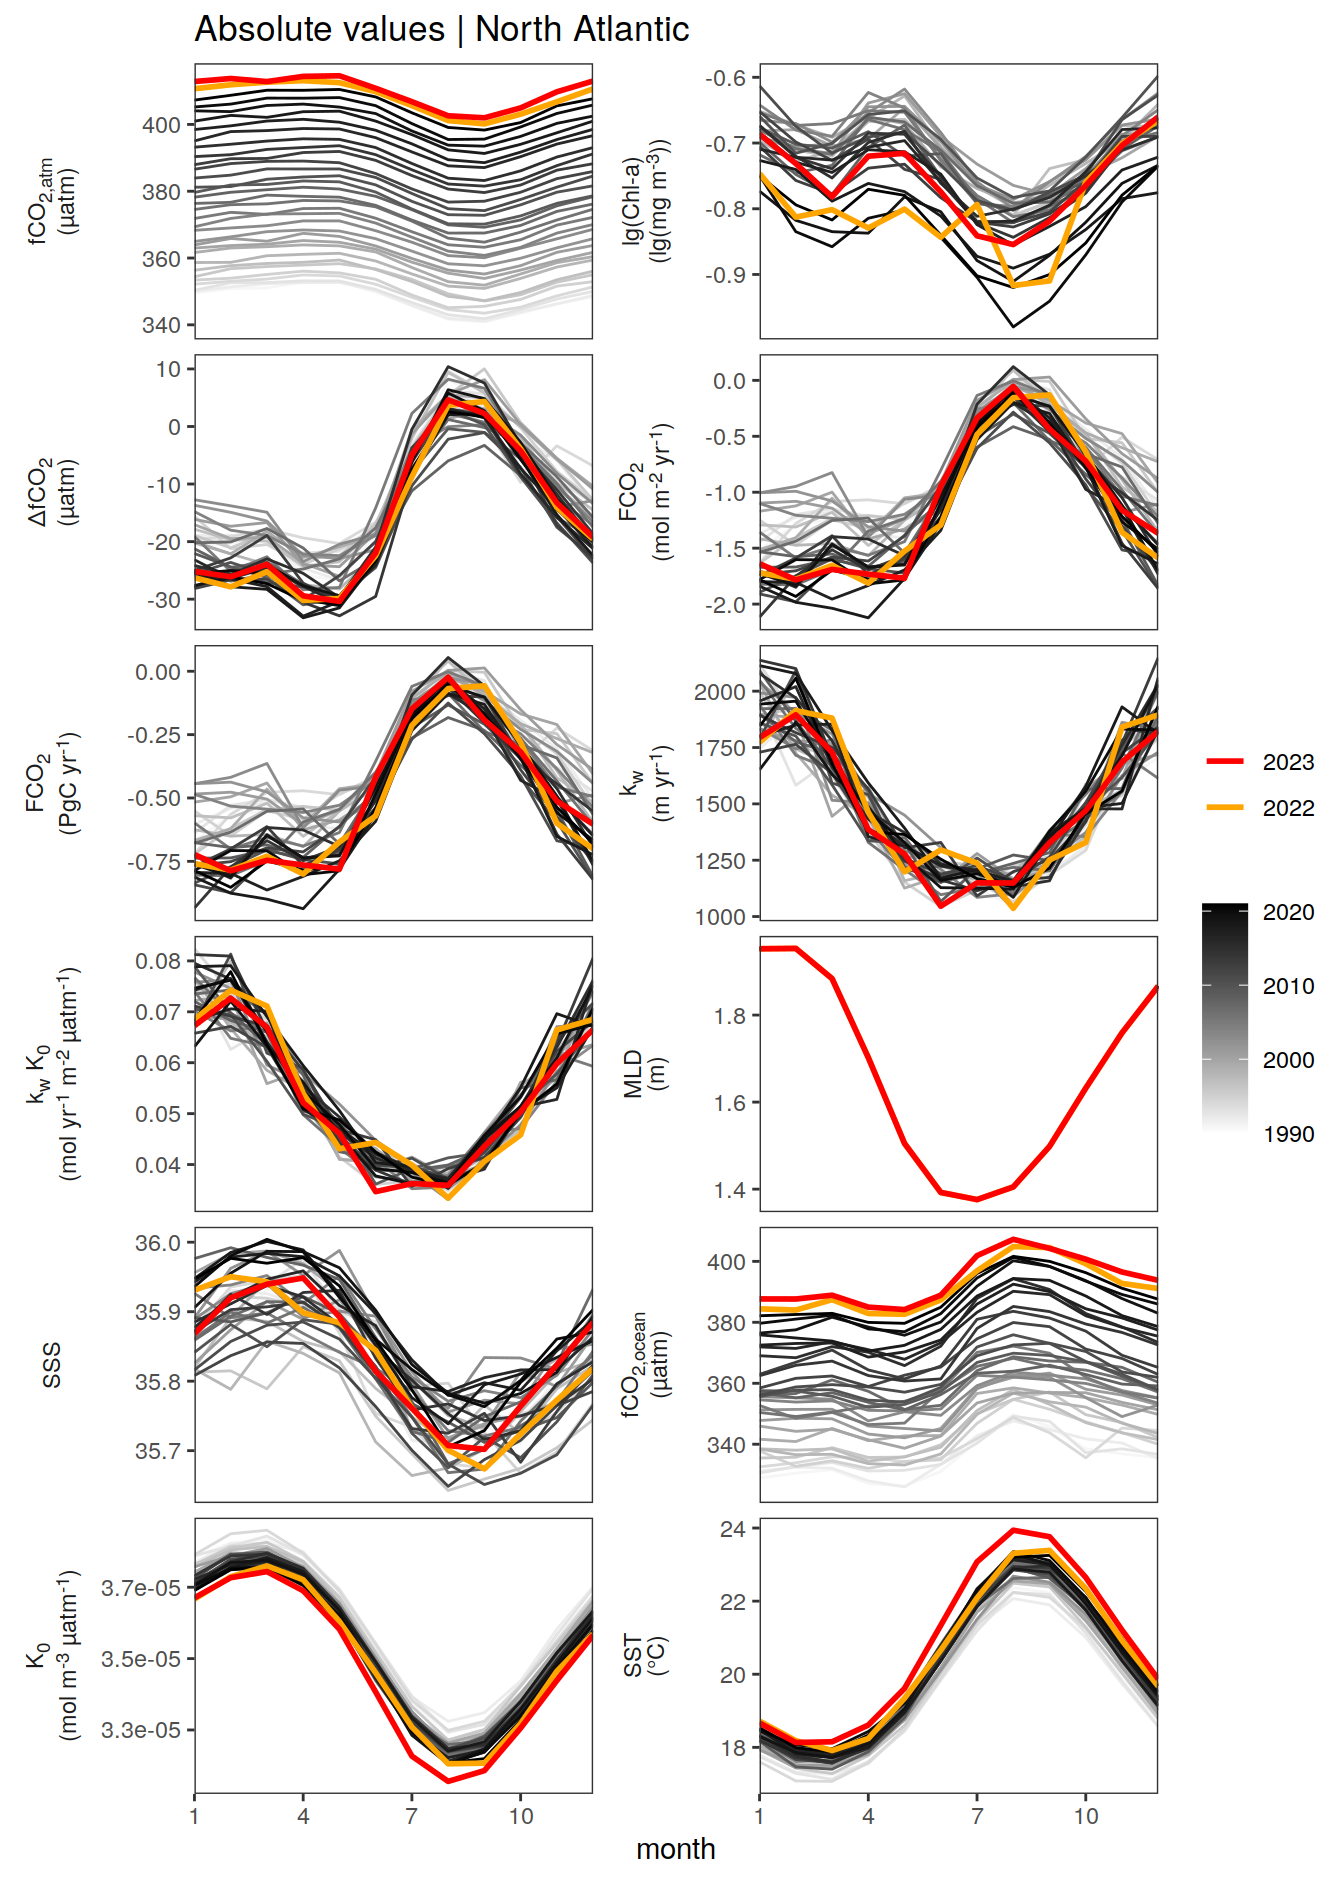 Absolute values | North Atlantic
fCO2,atm
(µatm)
400
380
360
340
lg(Chl-a)
(lg(mg m-3))
-0.6
-0.7
-0.8
-0.9
ΔfCO2
(µatm)
10
0
-10
-20
-30
FCO2
(mol m-2 yr-1)
0.0
-0.5
-1.0
-1.5
-2.0
FCO2
(PgC yr-1)
0.00
-0.25
-0.50
-0.75
kw
(m yr-1)
2000
1750
1500
1250
1000
kw K0
(mol yr-1 m-2 µatm-1)
0.08
0.07
0.06
0.05
0.04
MLD
(m)
1.8
1.6
1.4
SSS
36.0
35.9
35.8
35.7
fCO2,ocean
(µatm)
400
380
360
340
K0
(mol m-3 µatm-1)
3.7e-05
3.5e-05
3.3e-05
SST
(°C)
24
22
20
18
1 4 7 10
1 4 7 10
month
2023
2022
2020
2010
2000
1990